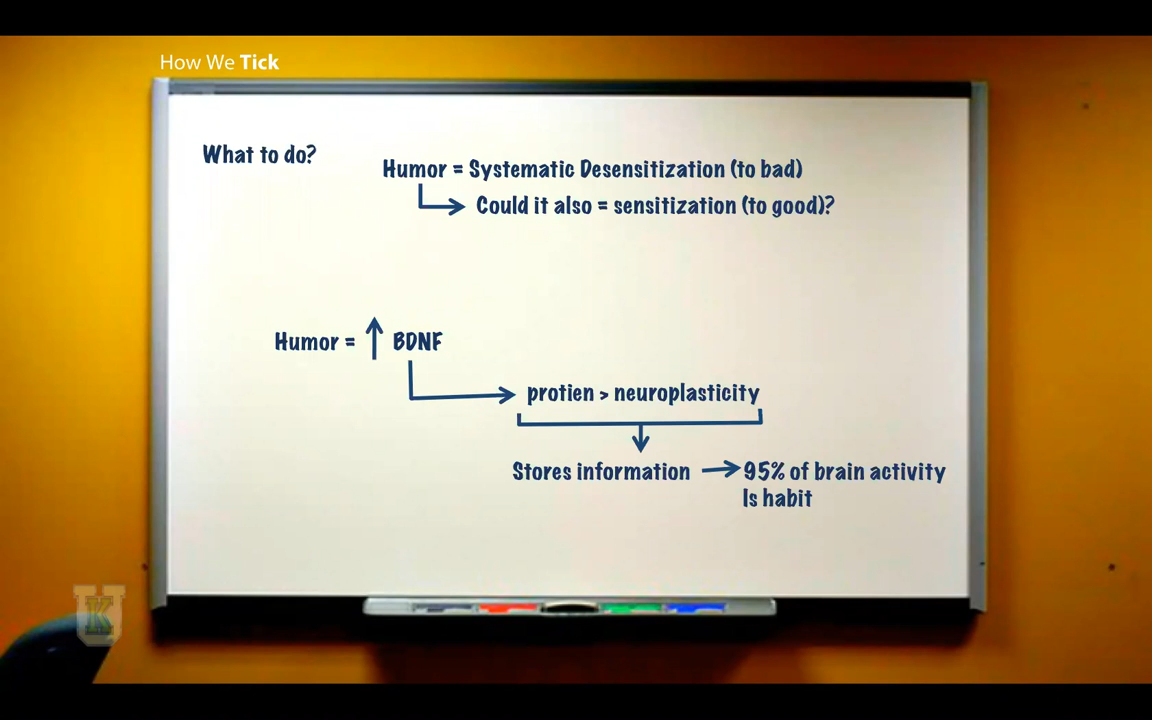 How We Tick
What to do?
Humor = Systematic Desensitization (to bad)
Could it also = sensitization (to good)?
Humor = ↑ BDNF
protien > neuroplasticity
Stores information → 95% of brain activity
Is habit
UK